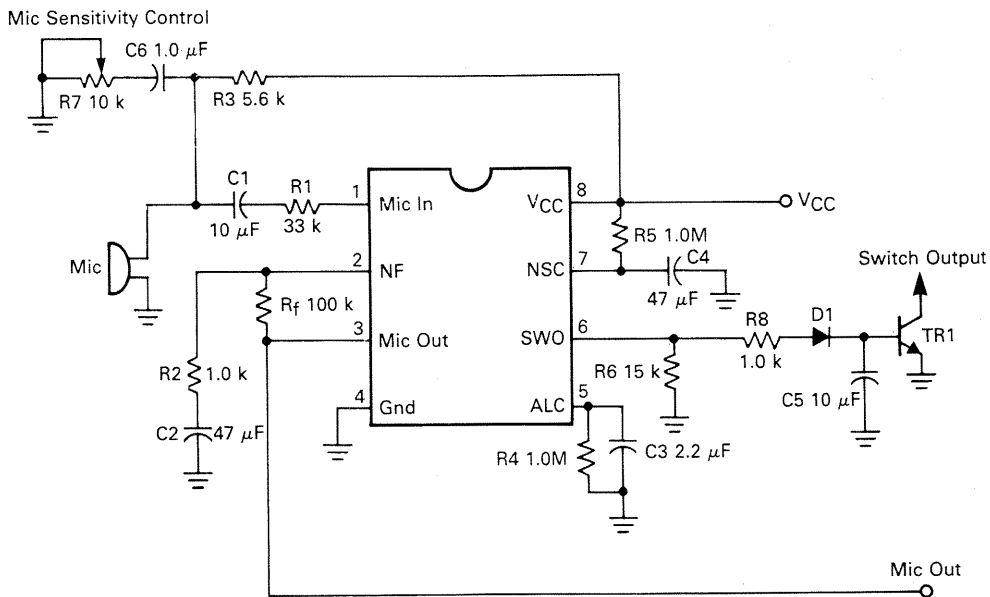 Mic Sensitivity Control
C6 1.0 μF
R7 10 k
R3 5.6 k
C1
10 μF
R1
33 k
1
Mic In
8
VCC
VCC
R5 1.0M
C4
47 μF
Mic
2
NF
7
NSC
Switch Output
Rf 100 k
3
Mic Out
6
SWO
R8
1.0 k
D1
TR1
R2
1.0 k
R6 15 k
C5 10 μF
4
Gnd
5
ALC
C2
47 μF
R4 1.0M
C3 2.2 μF
Mic Out